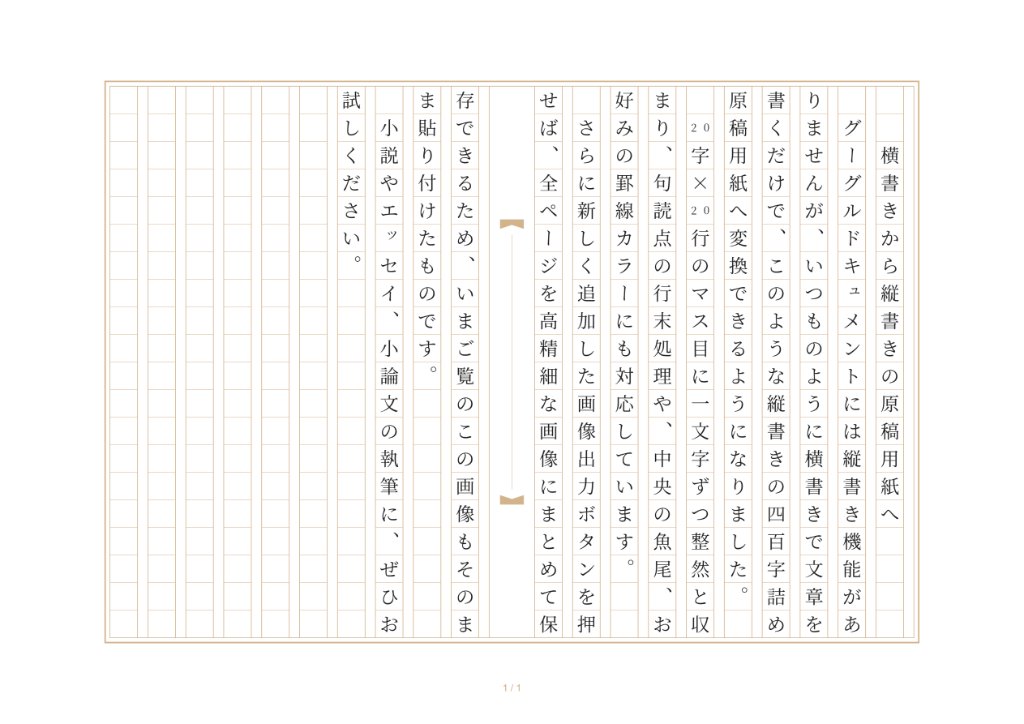 横書きから縦書きの原稿用紙へ
グーグルドキュメントには縦書き機能があ
りませんが、いつものように横書きで文章を
書くだけで、このような縦書きの四百字詰め
原稿用紙へ変換できるようになりました。
20字×20行のマス目に一文字ずつ整然と収
まり、句読点の行末処理や、中央の魚尾、お
好みの罫線カラーにも対応しています。
さらに新しく追加した画像出力ボタンを押
せば、全ページを高精細な画像にまとめて保
存できるため、いまご覧のこの画像もそのま
ま貼り付けたものです。
小説やエッセイ、小論文の執筆に、ぜひお
試しください。
1 / 1